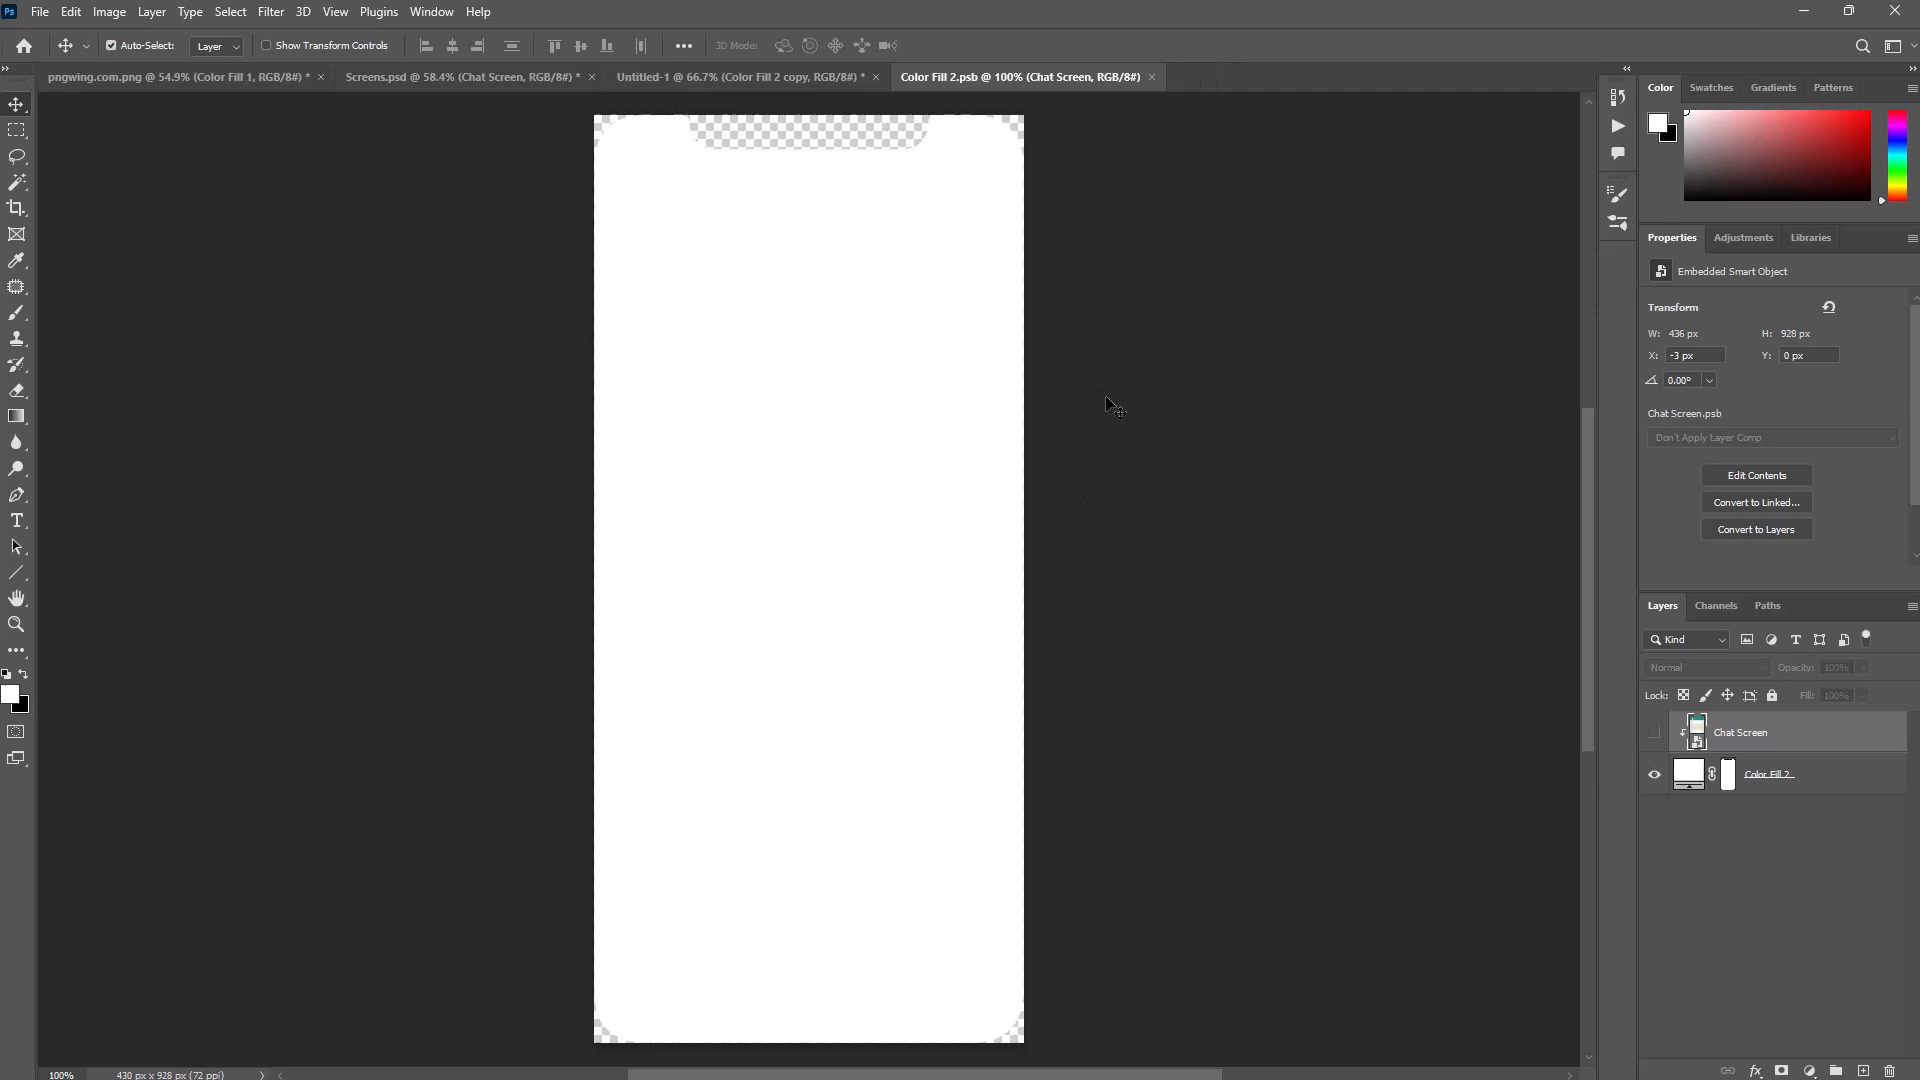 Ps File Edit Image Layer Type Select Filter 3D View Plugins Window Help
Auto-Select: Layer Show Transform Controls 3D Mode:
pngwing.com.png @ 54.9% (Color Fill 1, RGB/8#) * Screens.psd @ 58.4% (Chat Screen, RGB/8#) * Untitled-1 @ 66.7% (Color Fill 2 copy, RGB/8#) * Color Fill 2.psb @ 100% (Chat Screen, RGB/8#)
Color Swatches Gradients Patterns
Properties Adjustments Libraries
Embedded Smart Object
Transform
W: 436 px H: 928 px
X: -3 px Y: 0 px
0.00°
Chat Screen.psb
Don't Apply Layer Comp
Edit Contents
Convert to Linked...
Convert to Layers
Layers Channels Paths
Kind
Normal Opacity: 100%
Lock: Fill: 100%
Chat Screen
Color Fill 2
100% 430 px x 928 px (72 ppi)